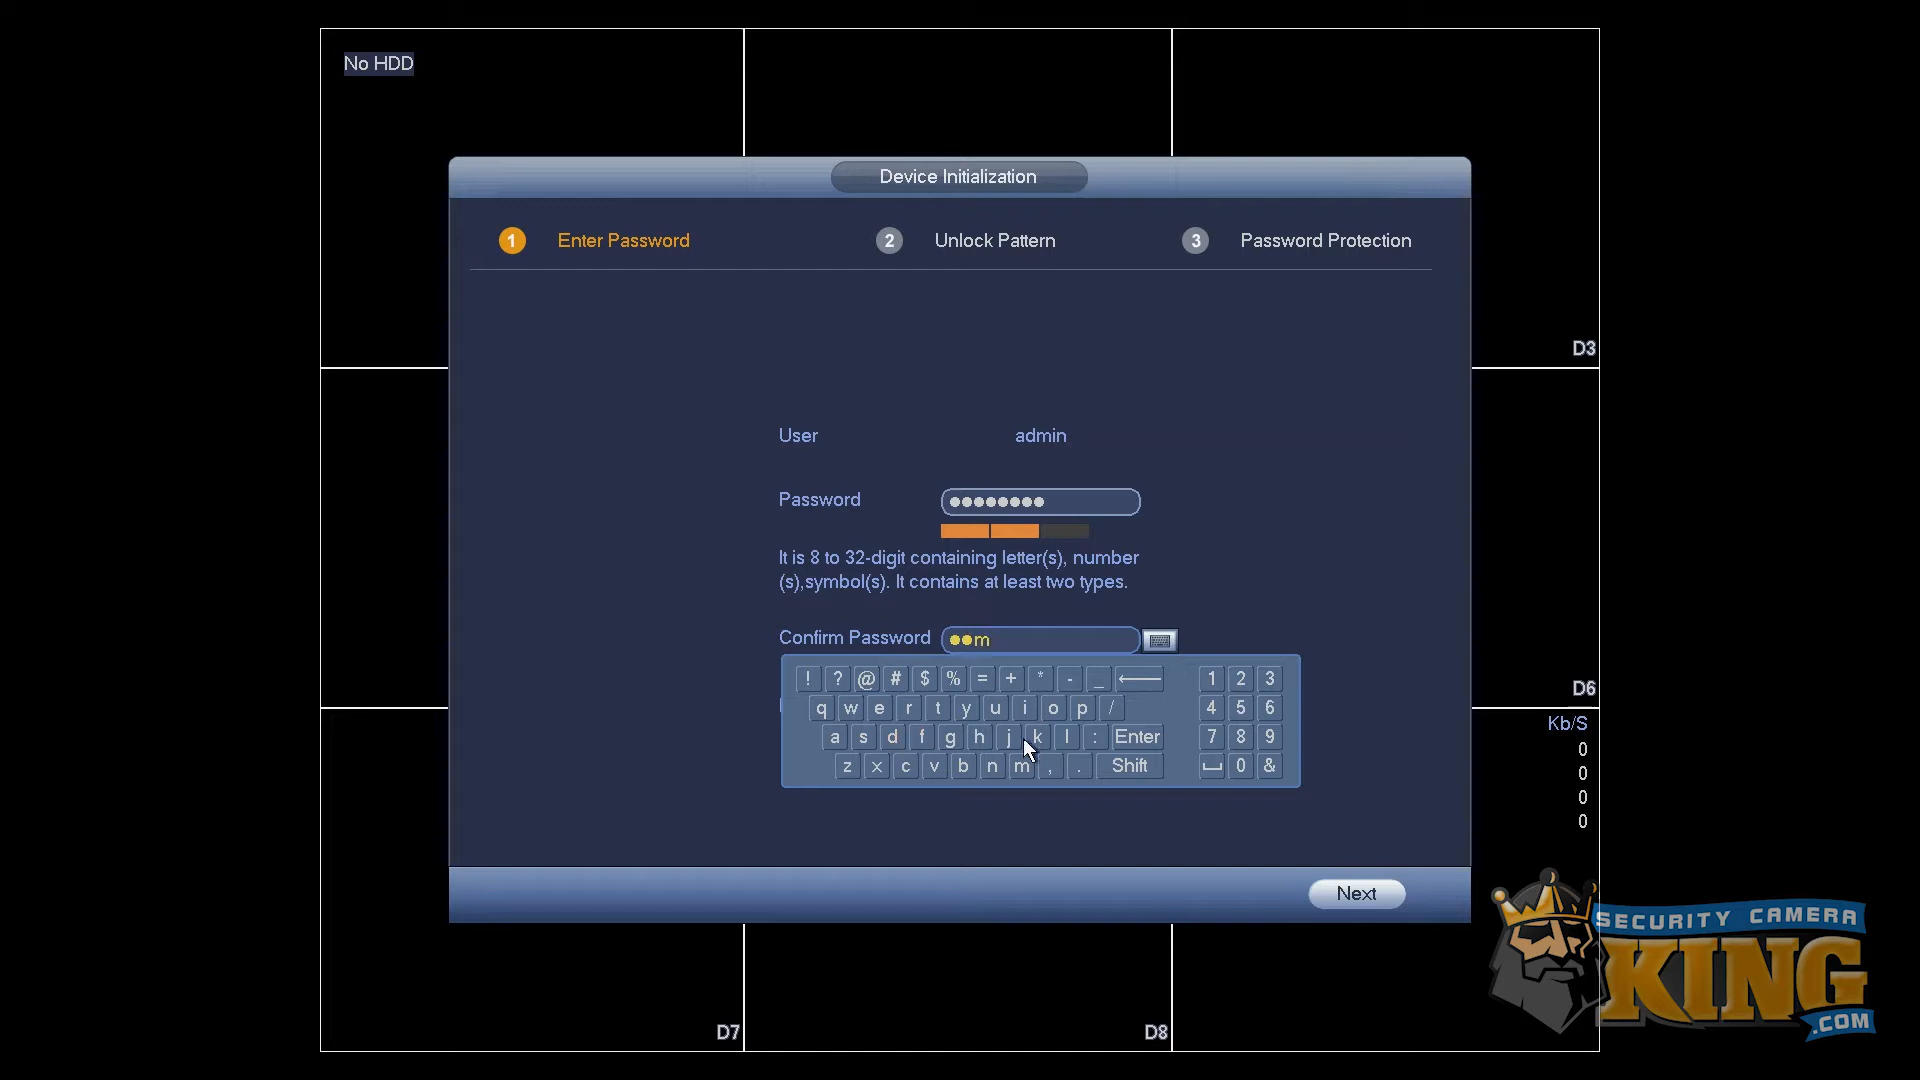 No HDD
Device Initialization
1 Enter Password 2 Unlock Pattern 3 Password Protection
D3
User admin
Password ●●●●●●●●
It is 8 to 32-digit containing letter(s), number
(s),symbol(s). It contains at least two types.
Confirm Password ●●m
! ? @ # $ % = + * - _ 1 2 3
q w e r t y u i o p / 4 5 6
a s d f g h j k l : Enter 7 8 9
z x c v b n m , . Shift 0 &
D6
Kb/S
0
0
0
0
Next
D7
D8
SECURITY CAMERA
KING
.COM